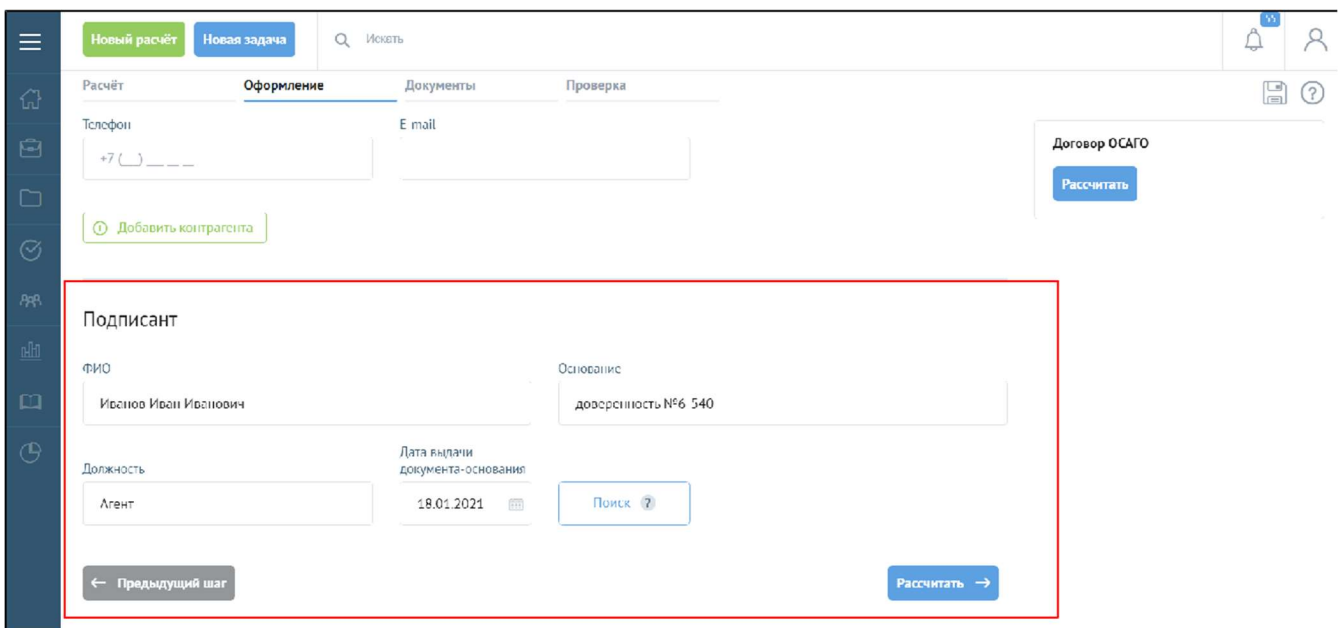 Новый расчёт Новая задача Искать 55
Расчёт Оформление Документы Проверка
Телефон E-mail
+7 (__) __ __ __
Договор ОСАГО
Рассчитать
Добавить контрагента
Подписант
ФИО Основание
Иванов Иван Иванович доверенность №6-540
Дата выдачи
Должность документа-основания
Агент 18.01.2021 Поиск ?
← Предыдущий шаг Рассчитать →